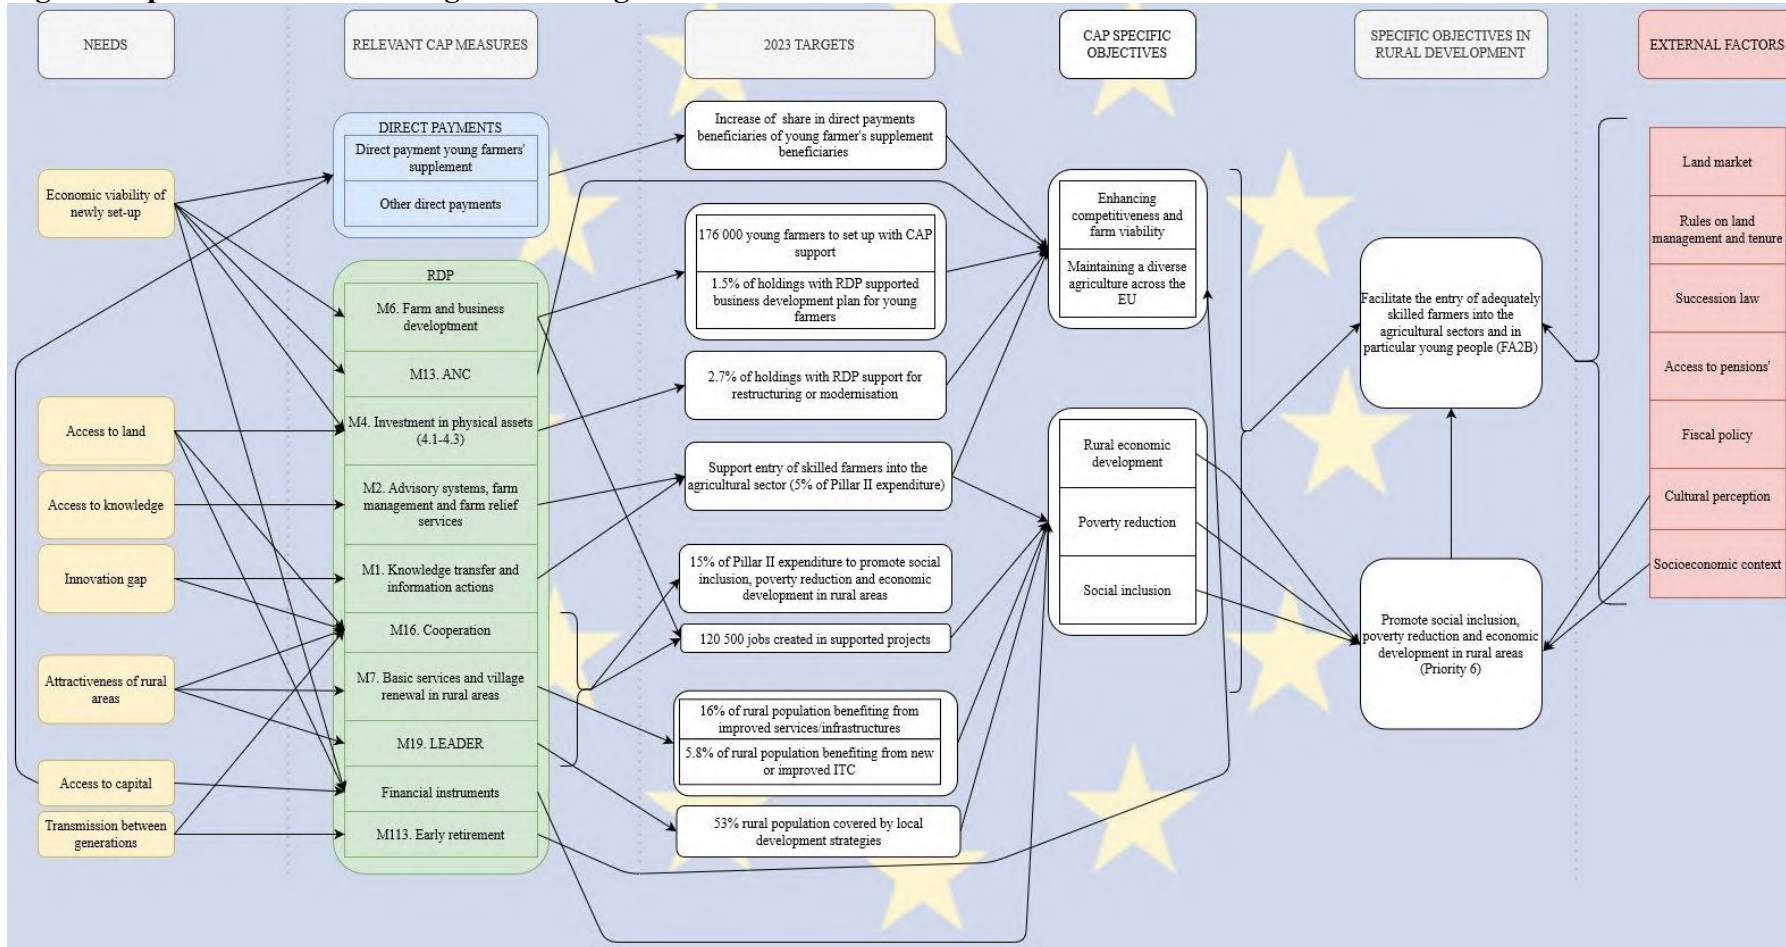 NEEDS
RELEVANT CAP MEASURES
2023 TARGETS
CAP SPECIFIC
OBJECTIVES
SPECIFIC OBJECTIVES IN
RURAL DEVELOPMENT
EXTERNAL FACTORS
Economic viability of
newly set-up
Access to land
Access to knowledge
Innovation gap
Attractiveness of rural
areas
Access to capital
Transmission between
generations
DIRECT PAYMENTS
Direct payment young farmers'
supplement
Other direct payments
RDP
M6. Farm and business
developtment
M13. ANC
M4. Investment in physical assets
(4.1-4.3)
M2. Advisory systems, farm
management and farm relief
services
M1. Knowledge transfer and
information actions
M16. Cooperation
M7. Basic services and village
renewal in rural areas
M19. LEADER
Financial instruments
M113. Early retirement
Increase of share in direct payments
beneficiaries of young farmer's supplement
beneficiaries
176 000 young farmers to set up with CAP
support
1.5% of holdings with RDP supported
business development plan for young
farmers
2.7% of holdings with RDP support for
restructuring or modernisation
Support entry of skilled farmers into the
agricultural sector (5% of Pillar II expenditure)
15% of Pillar II expenditure to promote social
inclusion, poverty reduction and economic
development in rural areas
120 500 jobs created in supported projects
16% of rural population benefiting from
improved services/infrastructures
5.8% of rural population benefiting from new
or improved ITC
53% rural population covered by local
development strategies
Enhancing
competitiveness and
farm viability
Maintaining a diverse
agriculture across the
EU
Rural economic
development
Poverty reduction
Social inclusion
Facilitate the entry of adequately
skilled farmers into the
agricultural sectors and in
particular young people (FA2B)
Promote social inclusion,
poverty reduction and economic
development in rural areas
(Priority 6)
Land market
Rules on land
management and tenure
Succession law
Access to pensions'
Fiscal policy
Cultural perception
Socioeconomic context